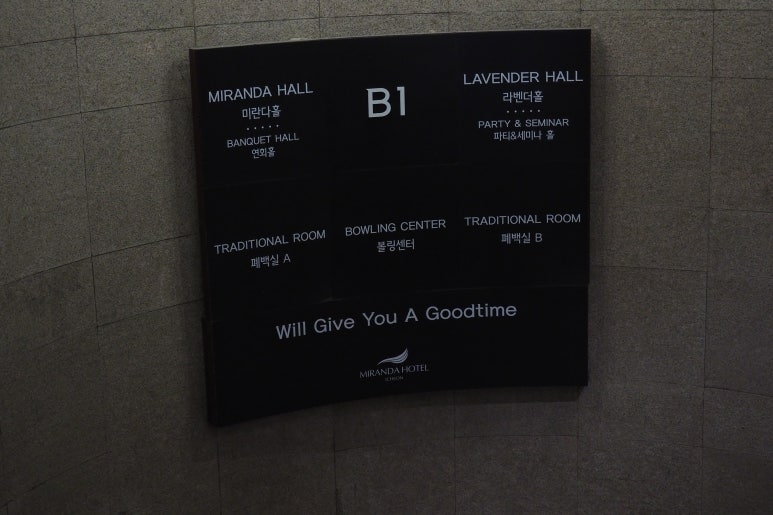 MIRANDA HALL
미란다홀
BANQUET HALL
연회홀
B1
LAVENDER HALL
라벤더홀
PARTY & SEMINAR
파티&세미나 홀
TRADITIONAL ROOM
폐백실 A
BOWLING CENTER
볼링센터
TRADITIONAL ROOM
폐백실 B
Will Give You A Goodtime
MIRANDA HOTEL
ICHEON